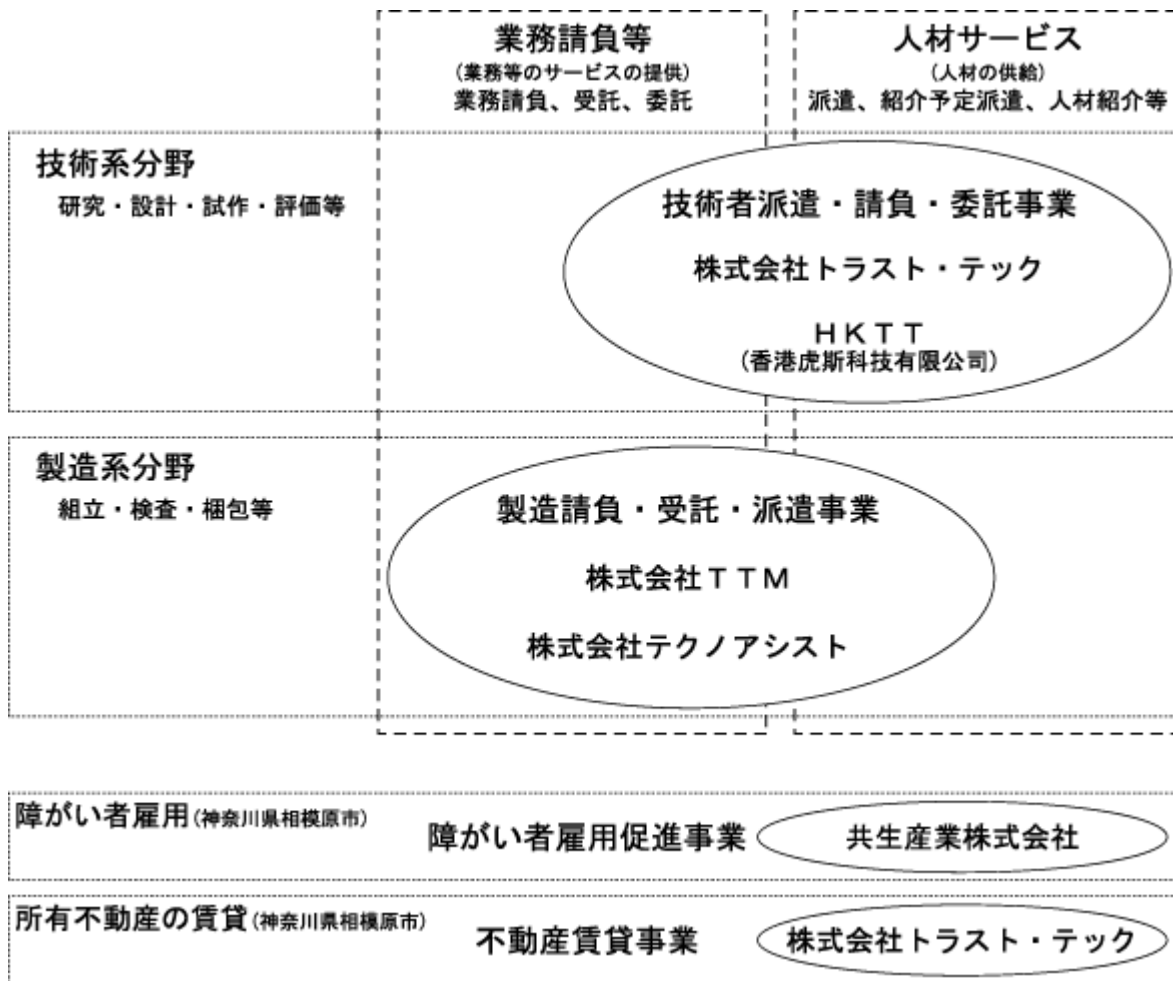 業務請負等
(業務等のサービスの提供)
業務請負、受託、委託
人材サービス
(人材の供給)
派遣、紹介予定派遣、人材紹介等
技術系分野
研究・設計・試作・評価等
技術者派遣・請負・委託事業
株式会社トラスト・テック
ＨＫＴＴ
(香港虎斯科技有限公司)
製造系分野
組立・検査・梱包等
製造請負・受託・派遣事業
株式会社ＴＴＭ
株式会社テクノアシスト
障がい者雇用(神奈川県相模原市)
障がい者雇用促進事業
共生産業株式会社
所有不動産の賃貸(神奈川県相模原市)
不動産賃貸事業
株式会社トラスト・テック